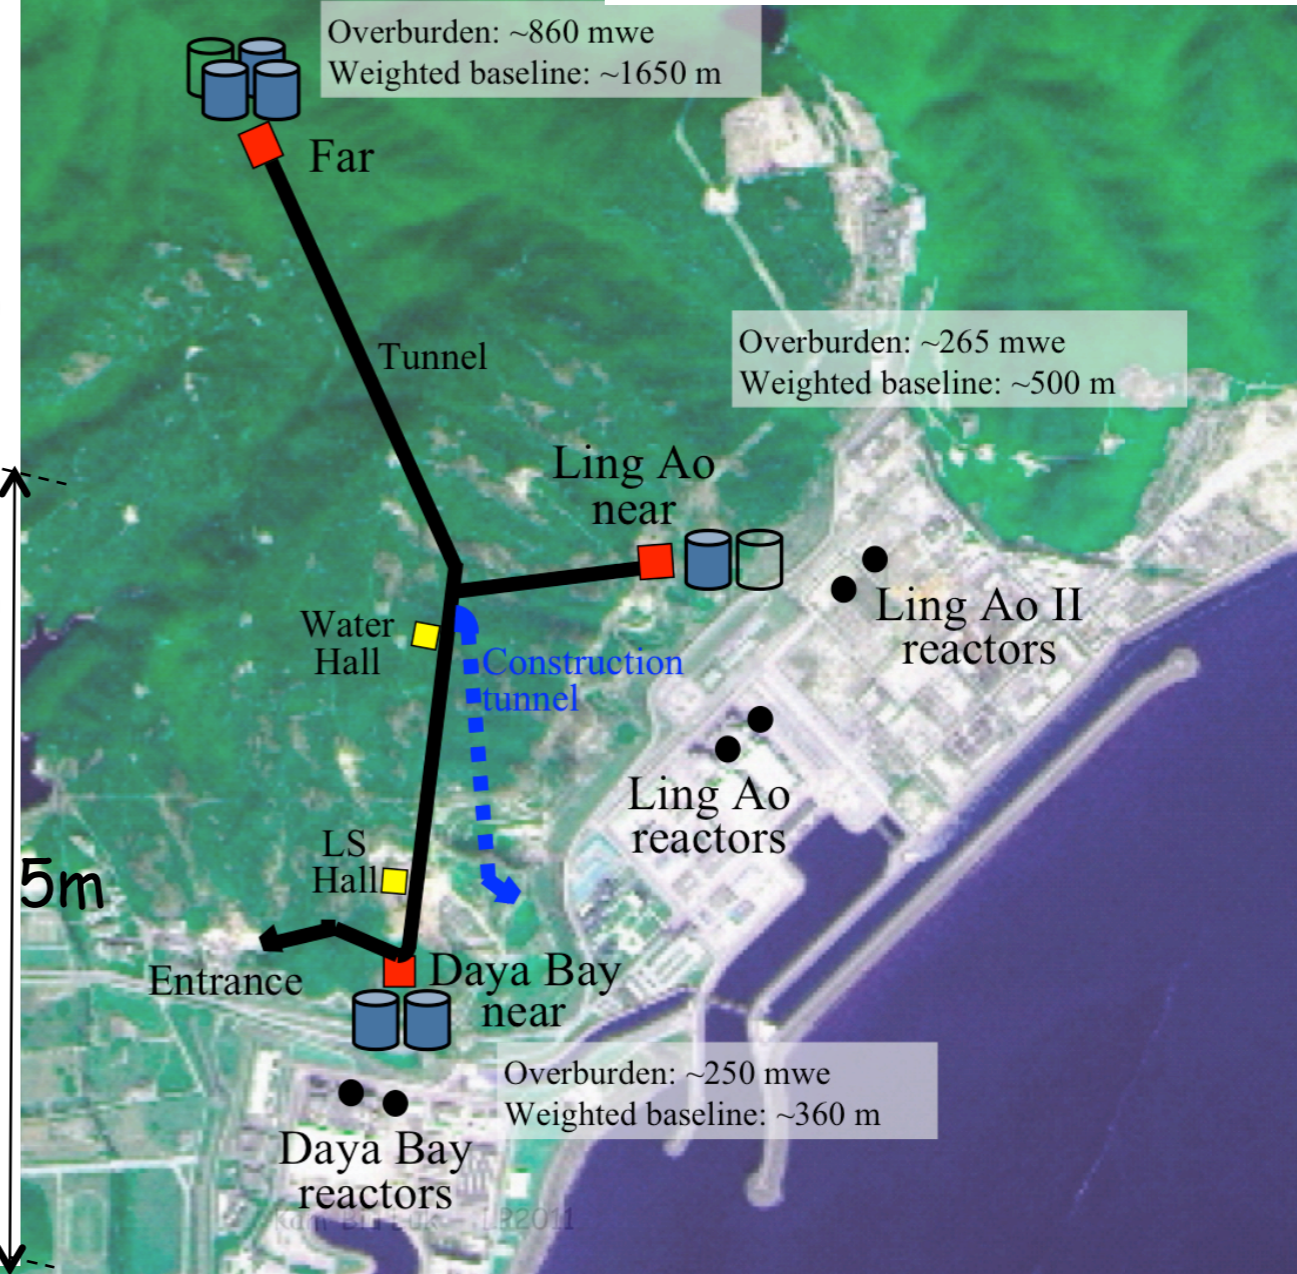 Overburden: ~860 mwe
Weighted baseline: ~1650 m
Far
Tunnel
Overburden: ~265 mwe
Weighted baseline: ~500 m
Ling Ao
near
Ling Ao II
reactors
Water
Hall
Construction
tunnel
Ling Ao
reactors
LS
Hall
5m
Entrance
Daya Bay
near
Overburden: ~250 mwe
Weighted baseline: ~360 m
Daya Bay
reactors